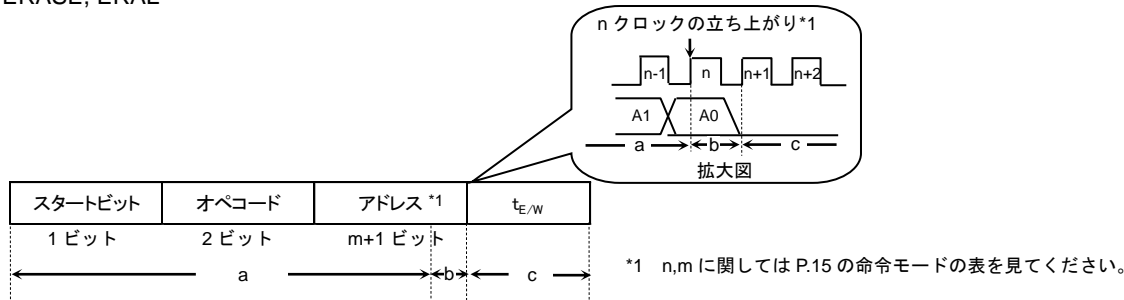 ERASE, ERAL
n クロックの立ち上がり*1
n-1 n n+1 n+2
A1 A0
a b c
拡大図
スタートビット オペコード アドレス *1 tE/W
1 ビット 2 ビット m+1 ビット
a b c
*1 n,m に関しては P.15 の命令モードの表を見てください。